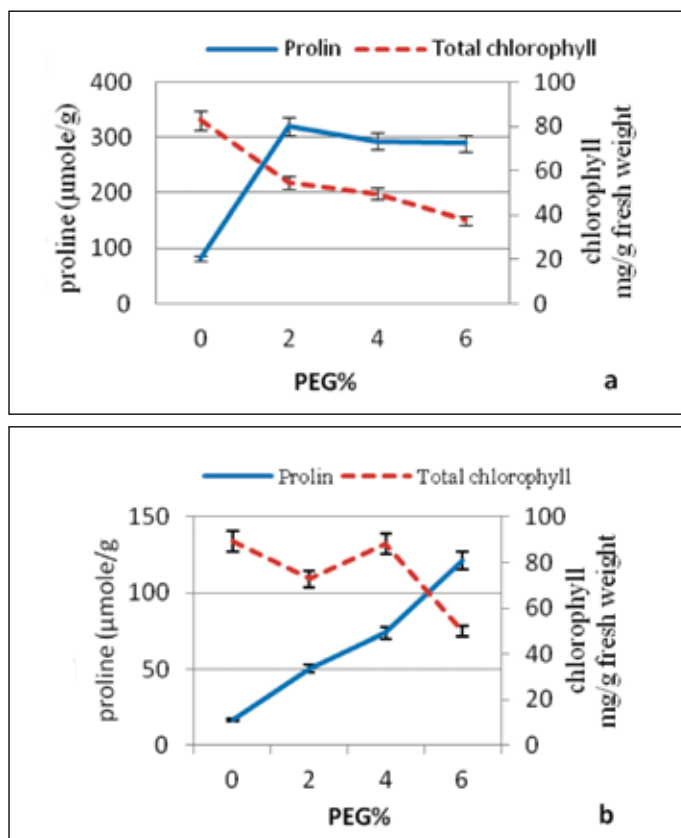 Prolin Total chlorophyll
400
300
200
100
0
proline (µmole/g)
100
80
60
40
20
0
chlorophyll
mg/g fresh weight
0 2 4 6
PEG%
a
Prolin Total chlorophyll
150
100
50
0
proline (µmole/g)
100
80
60
40
20
0
chlorophyll
mg/g fresh weight
0 2 4 6
PEG%
b